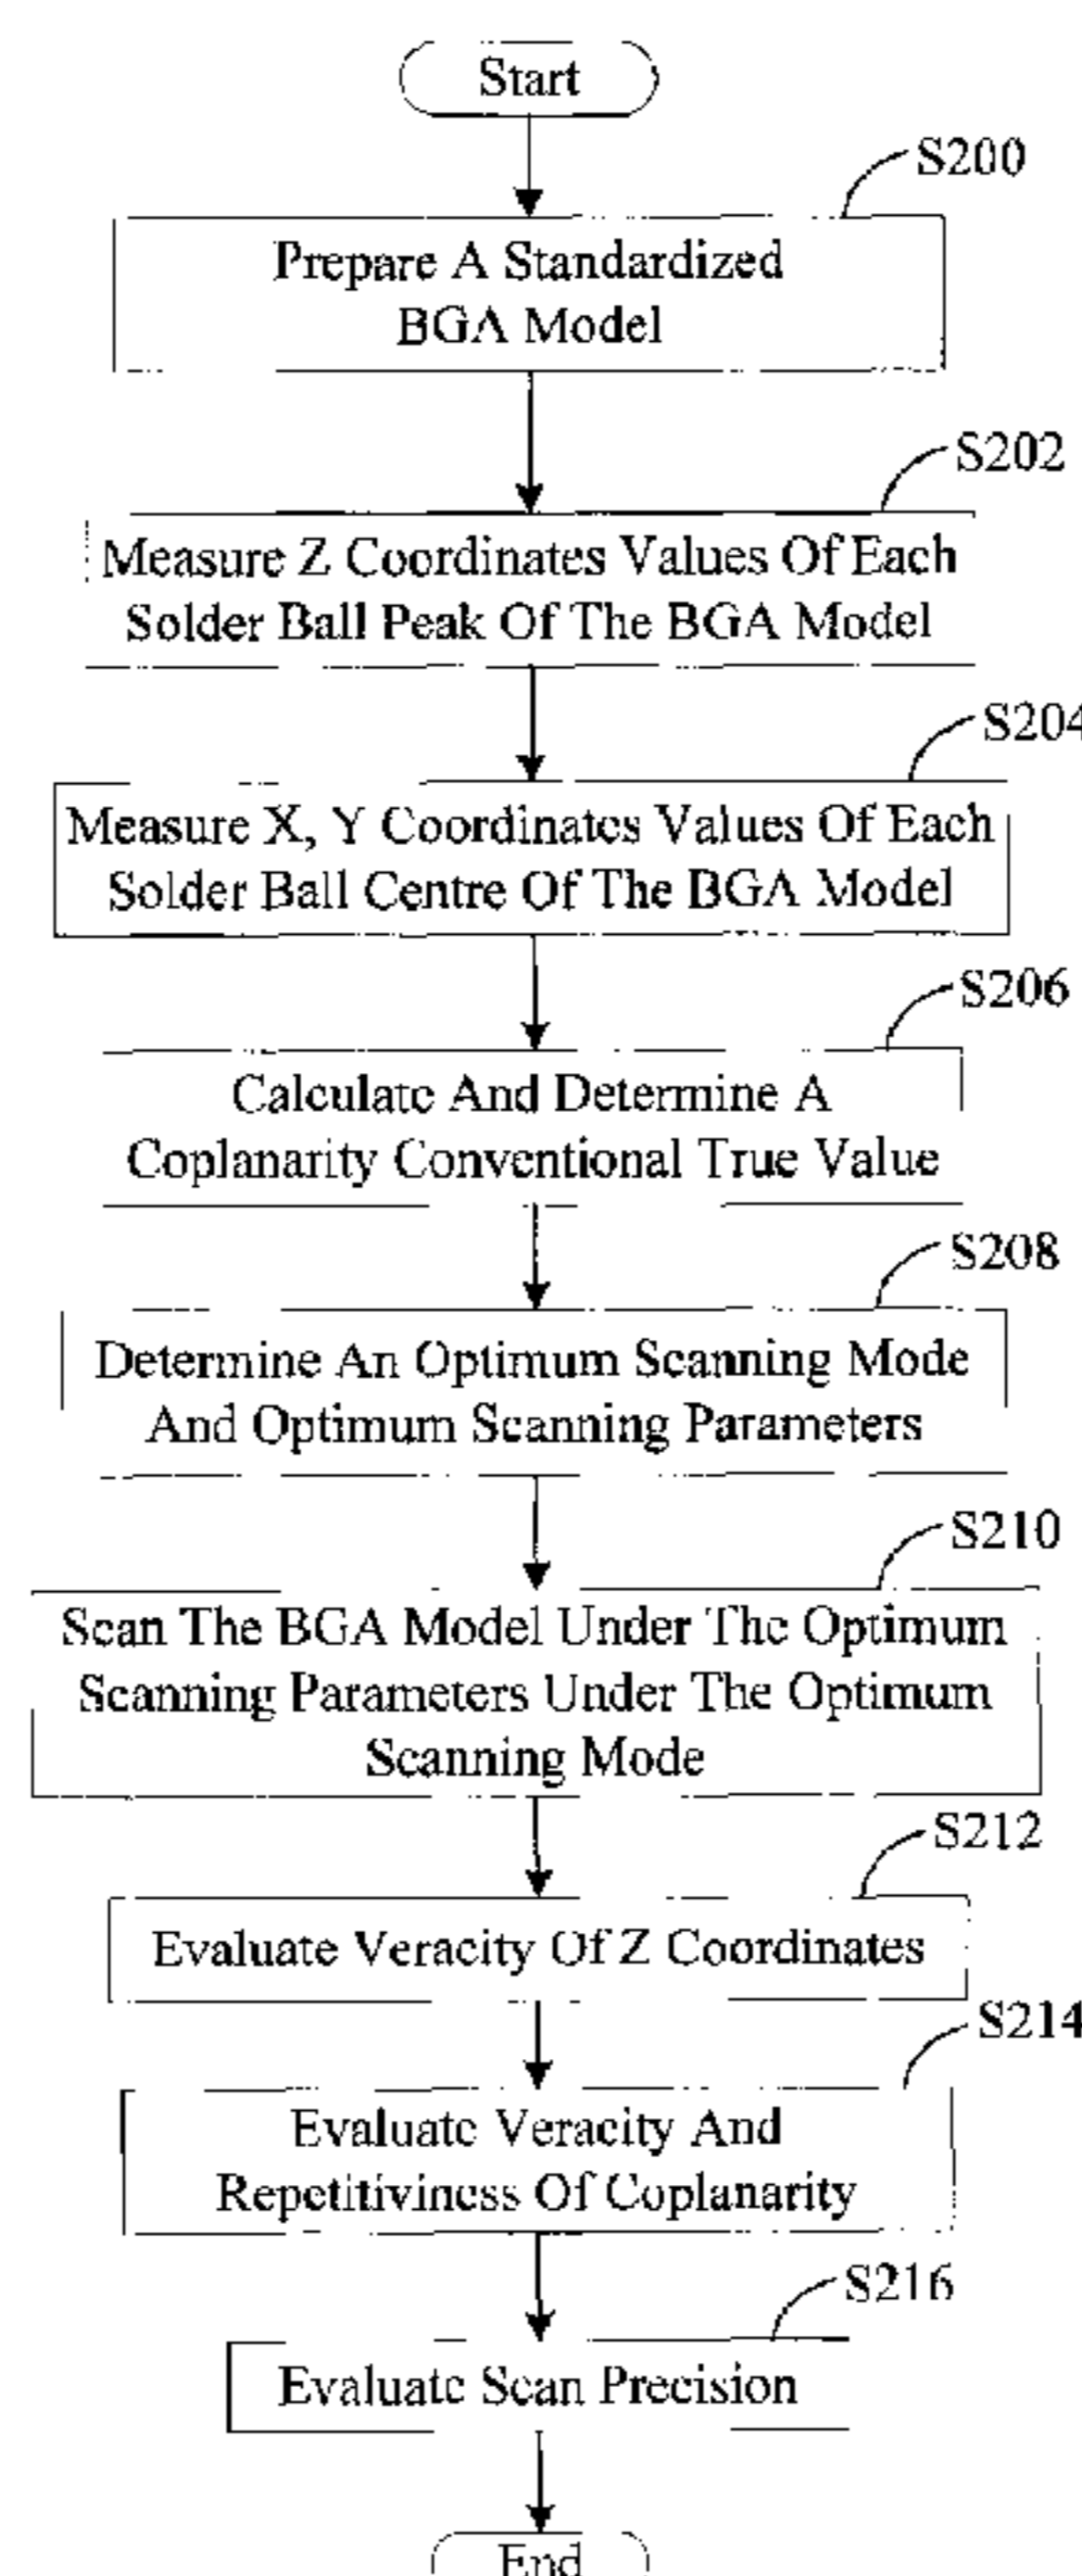 Start
S200
Prepare A Standardized
BGA Model
S202
Measure Z Coordinates Values Of Each
Solder Ball Peak Of The BGA Model
S204
Measure X, Y Coordinates Values Of Each
Solder Ball Centre Of The BGA Model
S206
Calculate And Determine A
Coplanarity Conventional True Value
S208
Determine An Optimum Scanning Mode
And Optimum Scanning Parameters
S210
Scan The BGA Model Under The Optimum
Scanning Parameters Under The Optimum
Scanning Mode
S212
Evaluate Veracity Of Z Coordinates
S214
Evaluate Veracity And
Repetitiviness Of Coplanarity
S216
Evaluate Scan Precision
End